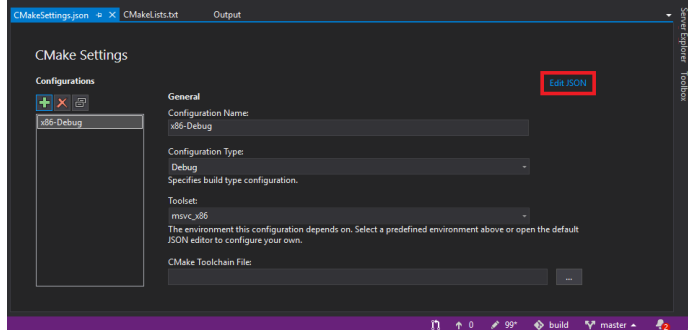 CMakeSettings.json CMakeLists.txt Output
Server Explorer
Toolbox
CMake Settings
Configurations
Edit JSON
General
Configuration Name:
x86-Debug
x86-Debug
Configuration Type:
Debug
Specifies build type configuration.
Toolset:
msvc_x86
The environment this configuration depends on. Select a predefined environment above or open the default
JSON editor to configure your own.
CMake Toolchain File:
...
0 99* build master 2